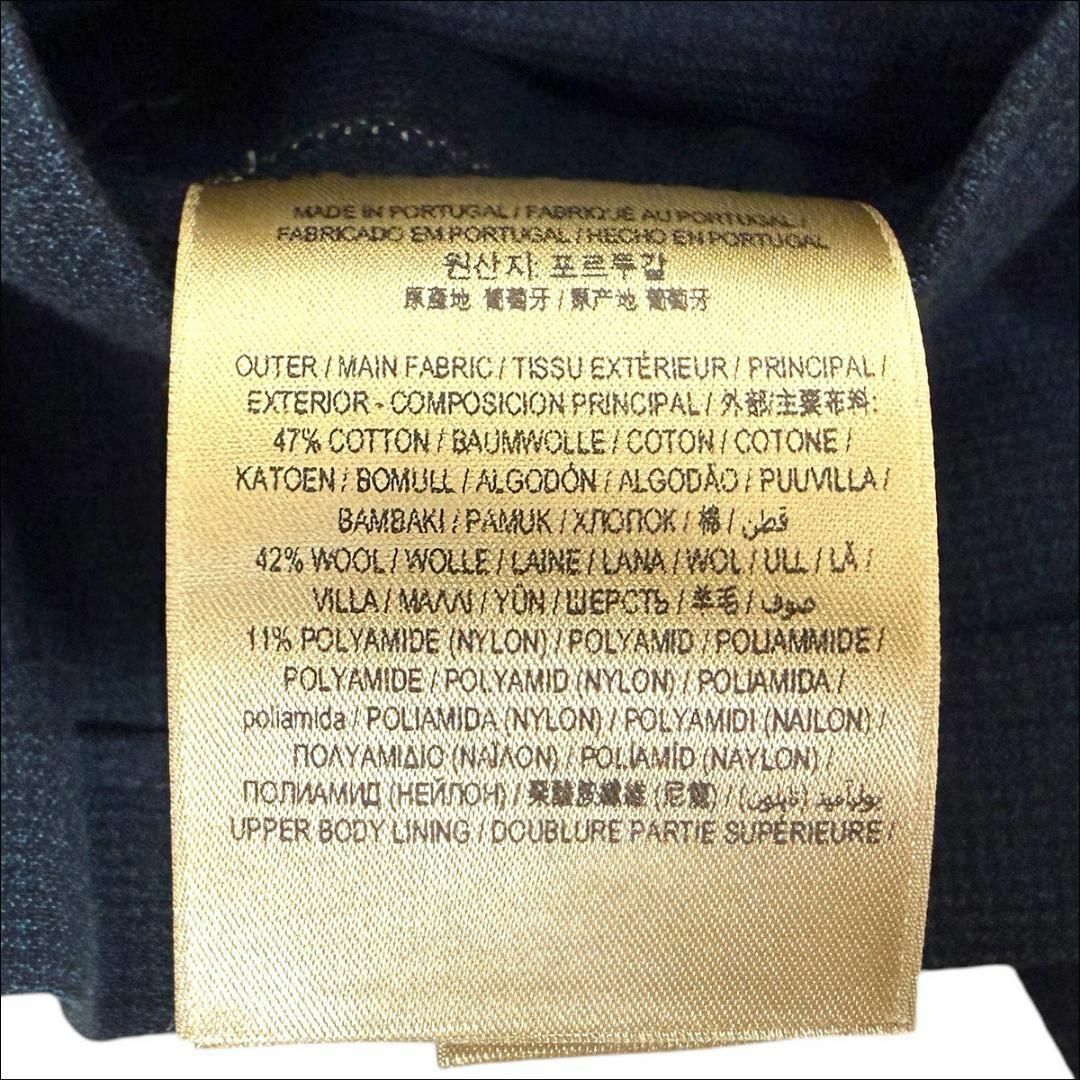 MADE IN PORTUGAL / FABRIQUÉ AU PORTUGAL /
FABRICADO EM PORTUGAL / HECHO EN PORTUGAL
원산지 포르투갈
原產地 葡萄牙 / 原产地 葡萄牙
OUTER / MAIN FABRIC / TISSU EXTÉRIEUR / PRINCIPAL /
EXTERIOR - COMPOSICION PRINCIPAL / 外部/主要布料:
47% COTTON / BAUMWOLLE / COTON / COTONE /
KATOEN / BOMULL / ALGODÓN / ALGODÃO / PUUVILLA /
BAMBAKI / PAMUK / ХЛОПОК / 棉 / قطن
42% WOOL / WOLLE / LAINE / LANA / WOL / ULL / LÃ /
VILLA / ΜΑΛΛΙ / YÜN / ШЕРСТЬ / 羊毛 / صوف
11% POLYAMIDE (NYLON) / POLYAMID / POLIAMMIDE /
POLYAMIDE / POLYAMID (NYLON) / POLIAMIDA /
poliamida / POLIAMIDA (NYLON) / POLYAMIDI (NAILON) /
ΠΟΛΥΑΜΙΔΙΟ (ΝΑΪΛΟΝ) / POLİAMİD (NAYLON) /
ПОЛИАМИД (НЕЙЛОН) / 聚醯胺纖維 (尼龍) / بولياميد (نايلون)
UPPER BODY LINING / DOUBLURE PARTIE SUPÉRIEURE /